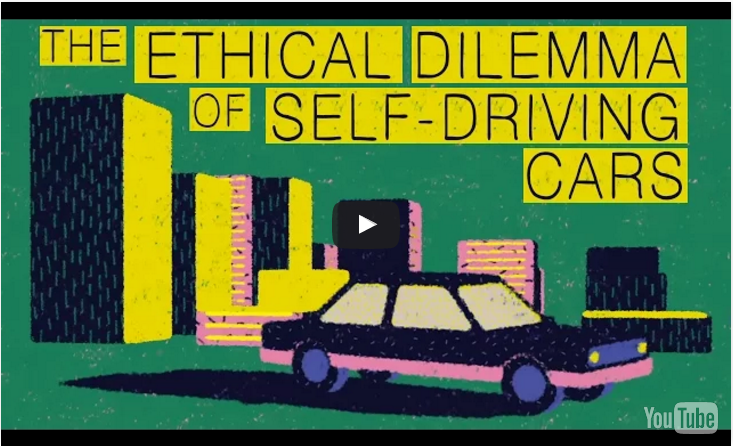 THE ETHICAL DILEMMA
OF SELF-DRIVING
CARS
YouTube